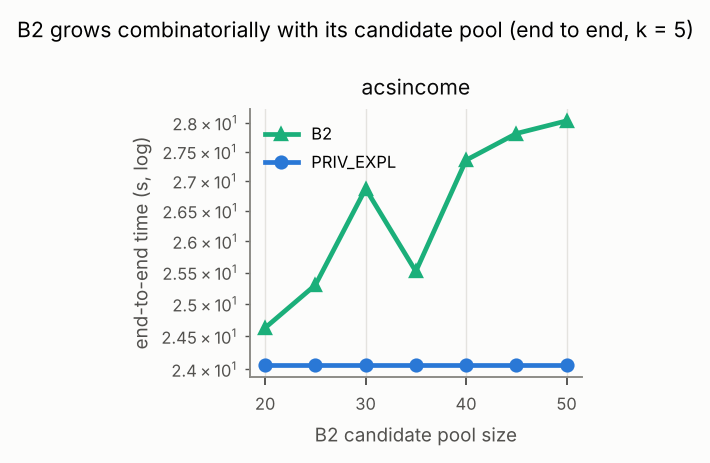 B2 grows combinatorially with its candidate pool (end to end, k = 5)
acsincome
B2
PRIV_EXPL
end-to-end time (s, log)
2.8 × 10¹
2.75 × 10¹
2.7 × 10¹
2.65 × 10¹
2.6 × 10¹
2.55 × 10¹
2.5 × 10¹
2.45 × 10¹
2.4 × 10¹
20 30 40 50
B2 candidate pool size